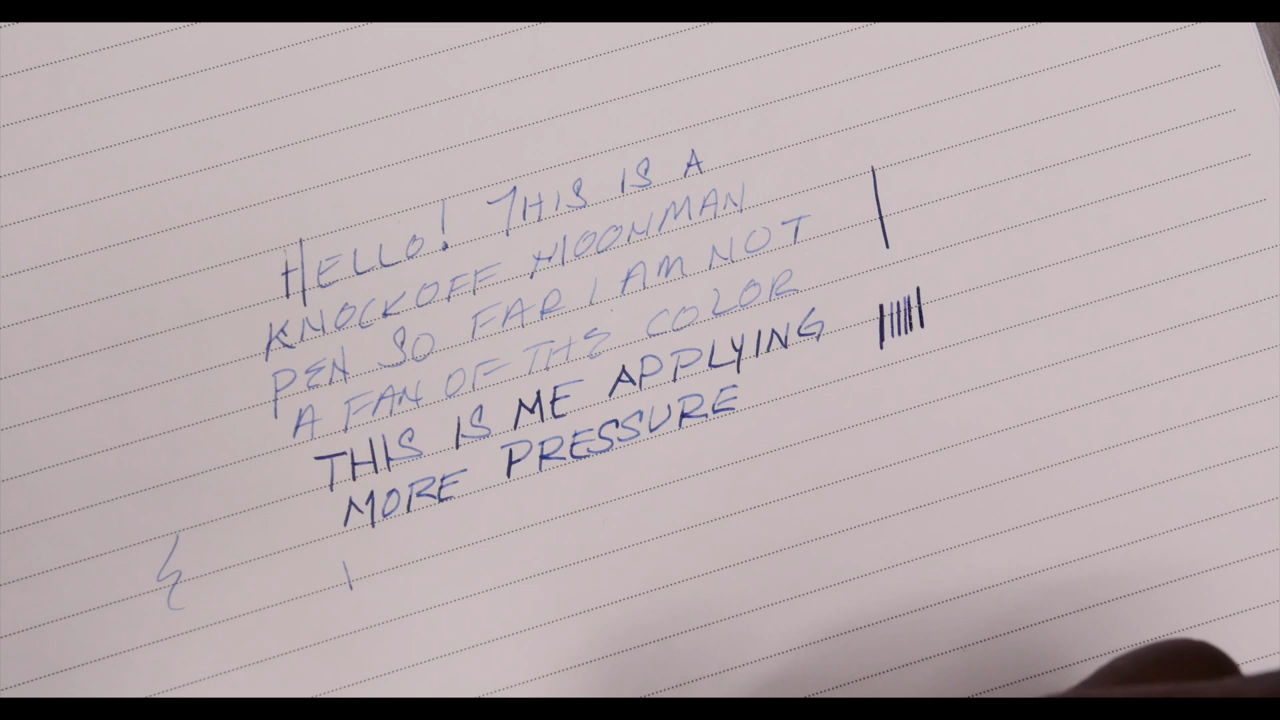 HELLO! THIS IS A
KNOCKOFF MOONMAN
PEN SO FAR I AM NOT
A FAN OF THE COLOR
THIS IS ME APPLYING
MORE PRESSURE